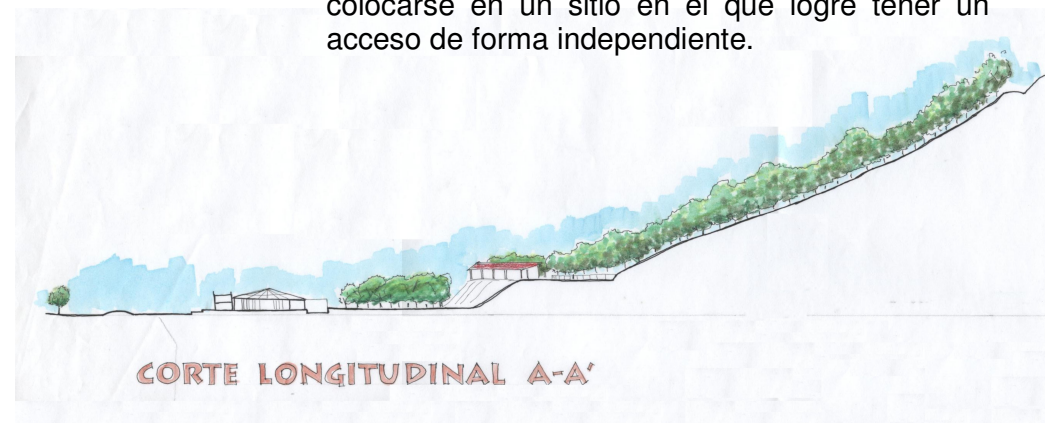 colocarse en un sitio en el que logre tener un
acceso de forma independiente.
CORTE LONGITUDINAL A-A'